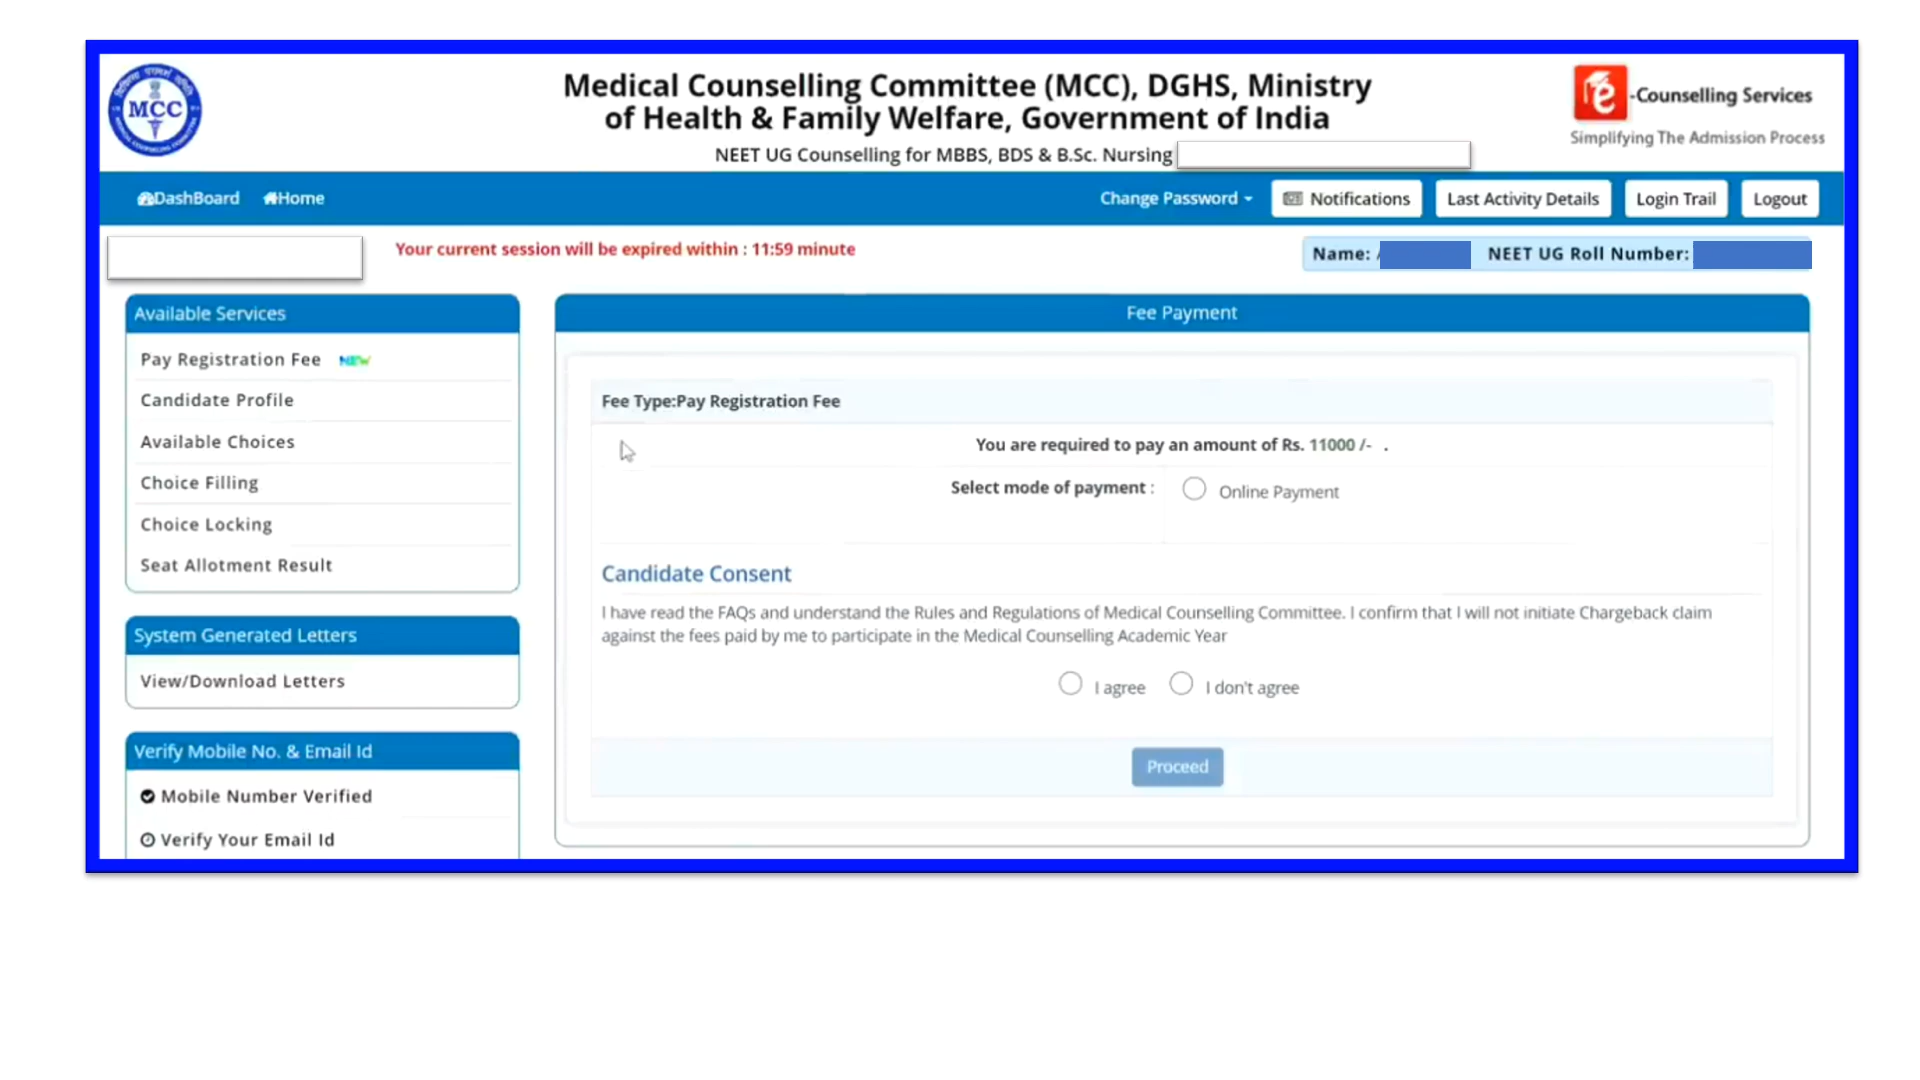 MCC
Medical Counselling Committee (MCC), DGHS, Ministry
of Health & Family Welfare, Government of India
NEET UG Counselling for MBBS, BDS & B.Sc. Nursing
e-Counselling Services
Simplifying The Admission Process
DashBoard Home Change Password Notifications Last Activity Details Login Trail Logout
Your current session will be expired within : 11:59 minute
Name: NEET UG Roll Number:
Available Services
Pay Registration Fee NEW
Candidate Profile
Available Choices
Choice Filling
Choice Locking
Seat Allotment Result
System Generated Letters
View/Download Letters
Verify Mobile No. & Email Id
Mobile Number Verified
Verify Your Email Id
Fee Payment
Fee Type:Pay Registration Fee
You are required to pay an amount of Rs. 11000 /- .
Select mode of payment : Online Payment
Candidate Consent
I have read the FAQs and understand the Rules and Regulations of Medical Counselling Committee. I confirm that I will not initiate Chargeback claim
against the fees paid by me to participate in the Medical Counselling Academic Year
I agree I don't agree
Proceed